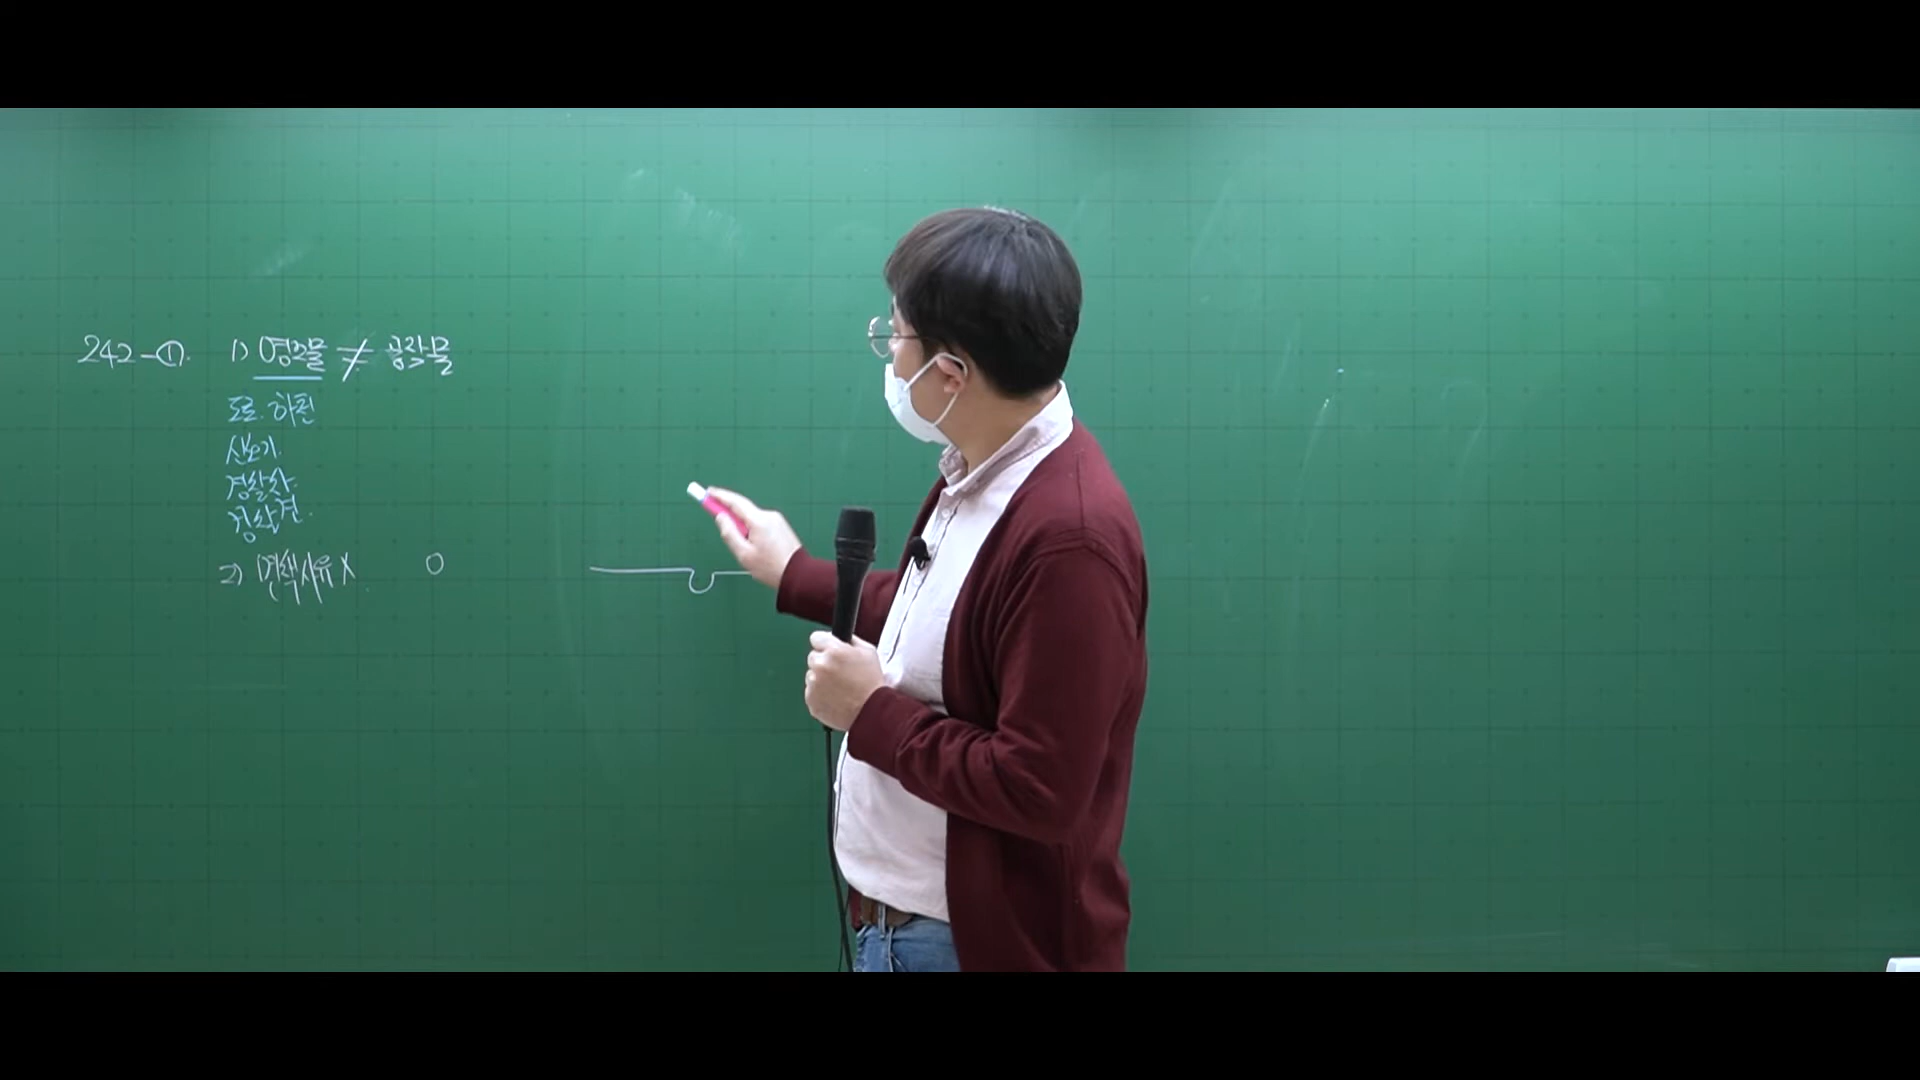 242-① 1) 영조물 ≠ 공작물
도로. 하천
신호기.
경찰차.
경찰견.
2) 면책사유 X. O